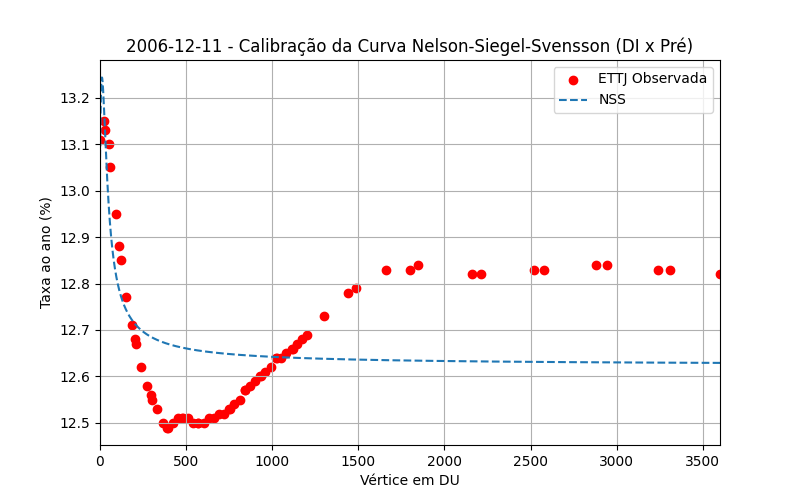 2006-12-11 - Calibração da Curva Nelson-Siegel-Svensson (DI x Pré)
ETTJ Observada
NSS
Taxa ao ano (%)
13.2
13.1
13.0
12.9
12.8
12.7
12.6
12.5
0 500 1000 1500 2000 2500 3000 3500
Vértice em DU